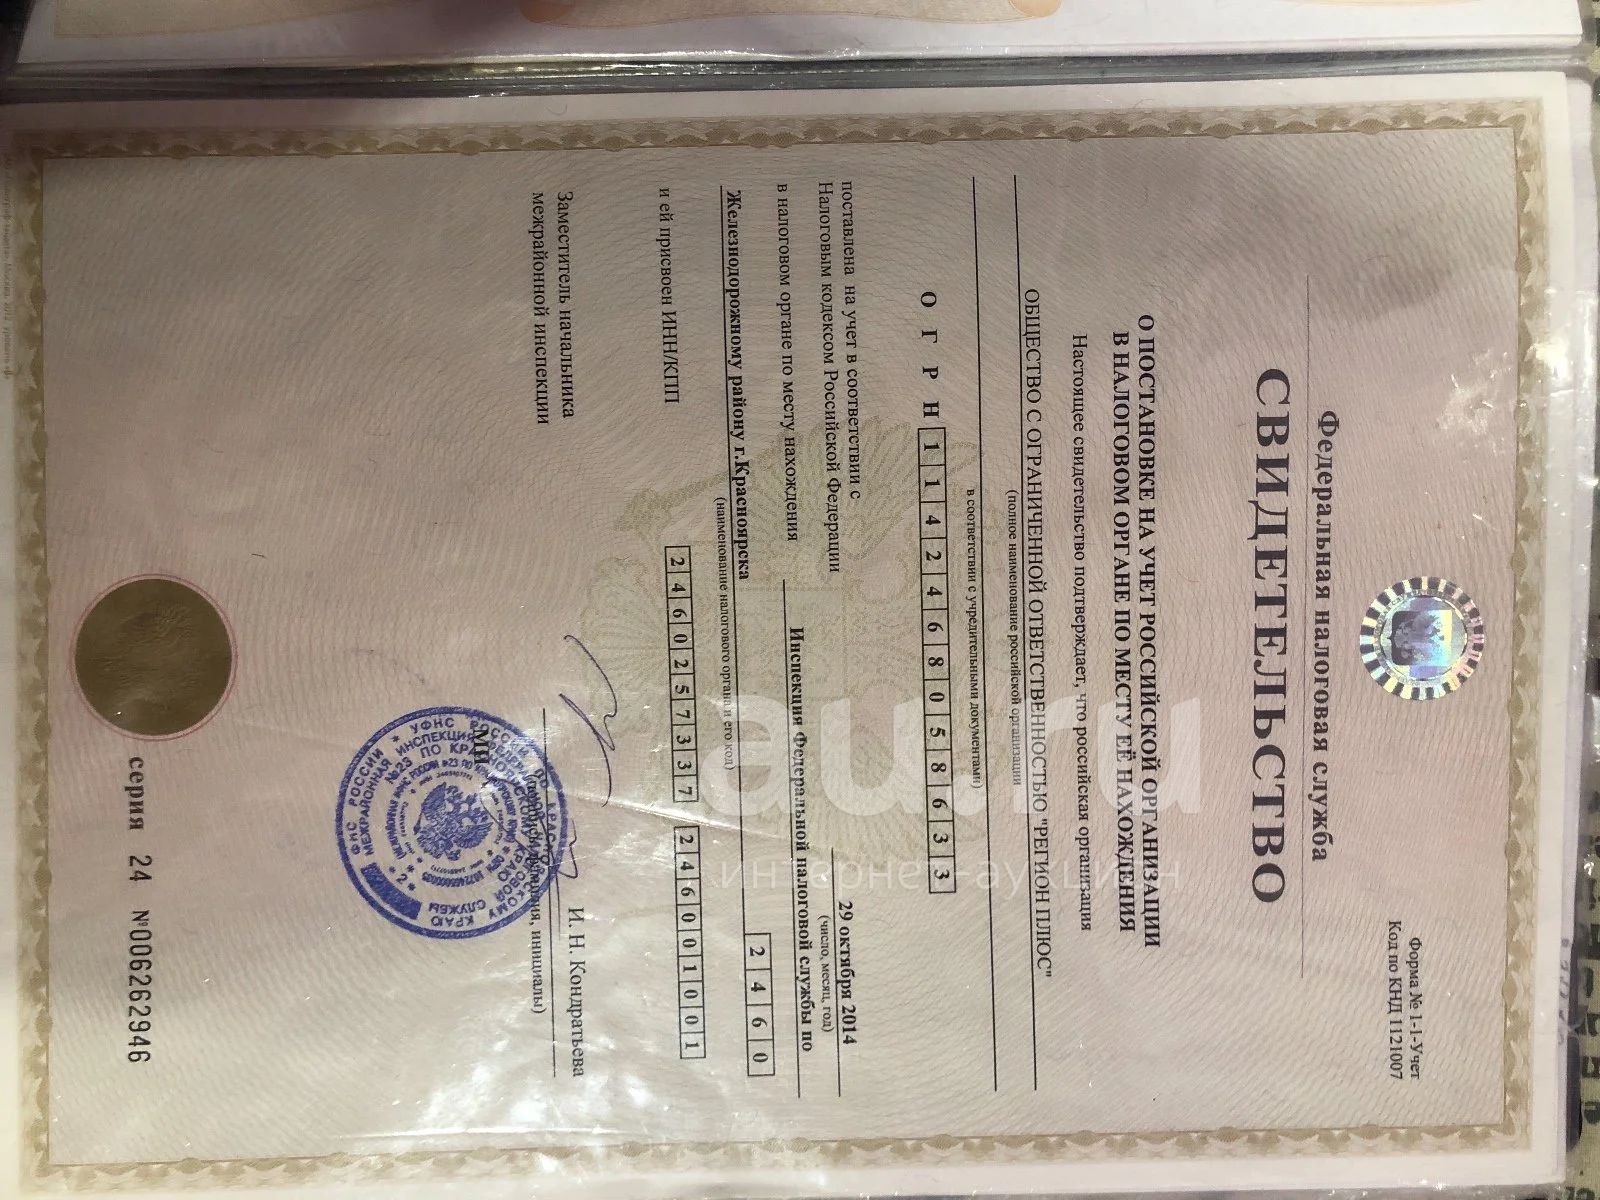 Форма № 1-1-Учет
Код по КНД 1121007
Федеральная налоговая служба
СВИДЕТЕЛЬСТВО
О ПОСТАНОВКЕ НА УЧЕТ РОССИЙСКОЙ ОРГАНИЗАЦИИ
В НАЛОГОВОМ ОРГАНЕ ПО МЕСТУ ЕЁ НАХОЖДЕНИЯ
Настоящее свидетельство подтверждает, что российская организация
ОБЩЕСТВО С ОГРАНИЧЕННОЙ ОТВЕТСТВЕННОСТЬЮ "РЕГИОН ПЛЮС"
(полное наименование российской организации
в соответствии с учредительными документами)
О Г Р Н 1 1 4 2 4 6 8 0 5 8 6 3 3
поставлена на учет в соответствии с
Налоговым кодексом Российской Федерации
29 октября 2014
(число, месяц, год)
в налоговом органе по месту нахождения
Инспекция Федеральной налоговой службы по
Железнодорожному району г.Красноярска
2 4 6 0
(наименование налогового органа и его код)
и ей присвоен ИНН/КПП
2 4 6 0 2 5 7 3 3 7
2 4 6 0 0 1 0 0 1
Заместитель начальника
межрайонной инспекции
И. Н. Кондратьева
инициалы)
МП
серия 24 №006262946
au.ru
интернет-аукцион